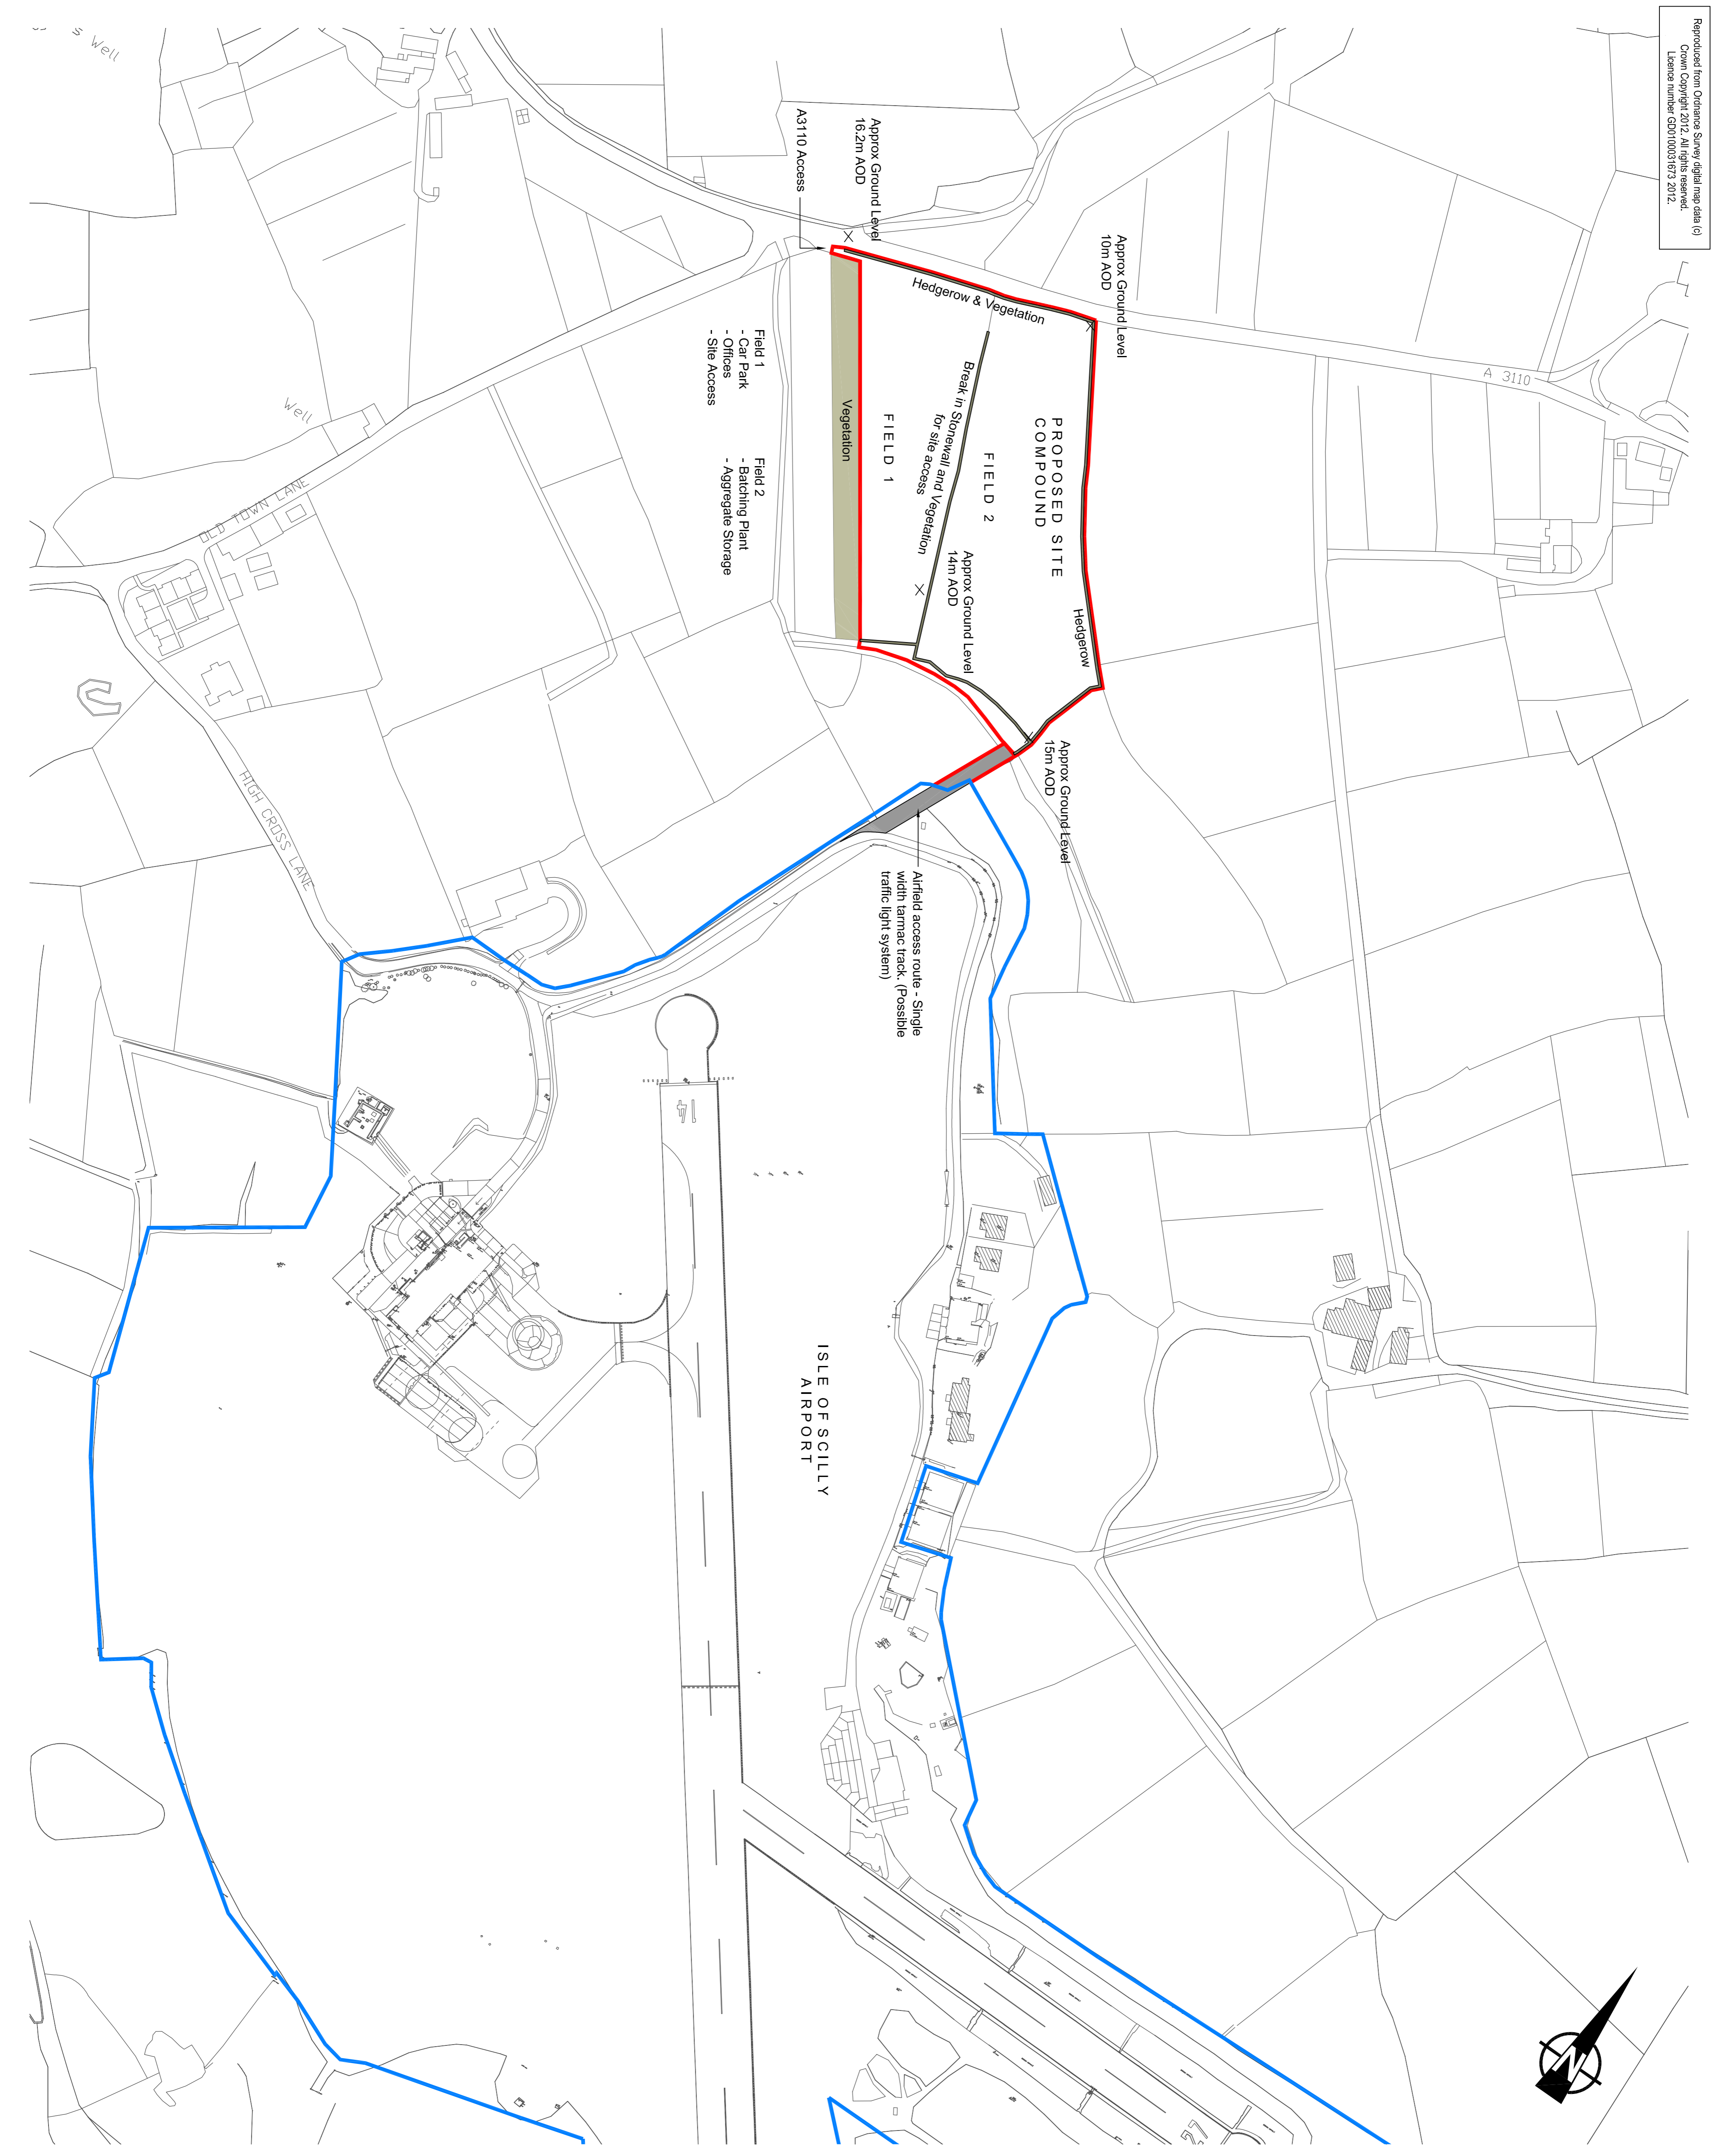 Reproduced from Ordnance Survey digital map data (c)
Crown Copyright 2012. All rights reserved.
Licence number GD0100031673 2012.
s Well
A3110 Access
Approx Ground Level
16.2m AOD
Approx Ground Level
10m AOD
Hedgerow & Vegetation
A 3110
Field 1
- Car Park
- Offices
- Site Access
Field 2
- Batching Plant
- Aggregate Storage
Vegetation
FIELD 1
Break in Stonewall and Vegetation
for site access
FIELD 2
PROPOSED SITE
COMPOUND
Approx Ground Level
14m AOD
Hedgerow
Well
OLD TOWN LANE
Approx Ground Level
15m AOD
HIGH CROSS LANE
Airfield access route - Single
width tarmac track. (Possible
traffic light system)
ISLE OF SCILLY
AIRPORT
N
27